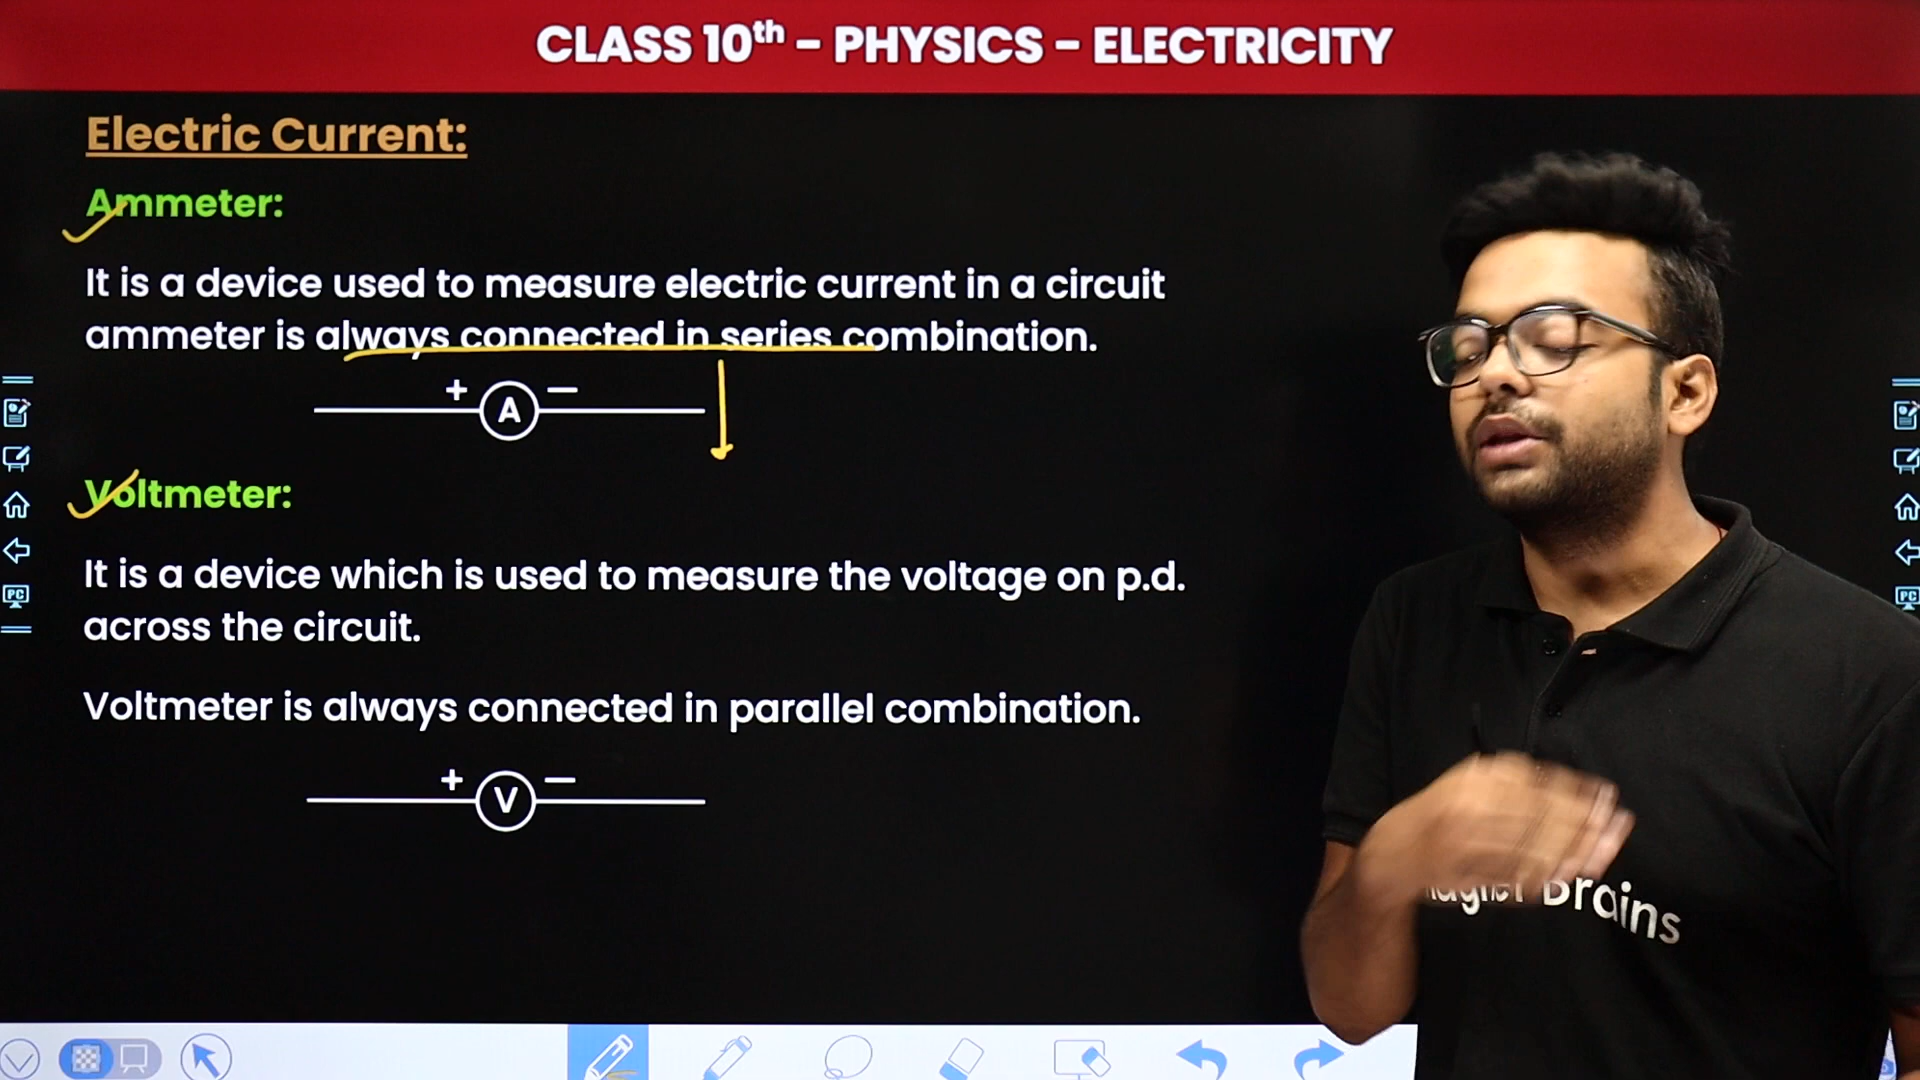 CLASS 10th - PHYSICS - ELECTRICITY
Electric Current:
Ammeter:
It is a device used to measure electric current in a circuit
ammeter is always connected in series combination.
+ A −
Voltmeter:
It is a device which is used to measure the voltage on p.d.
across the circuit.
Voltmeter is always connected in parallel combination.
+ V −
PC
PC
Brains